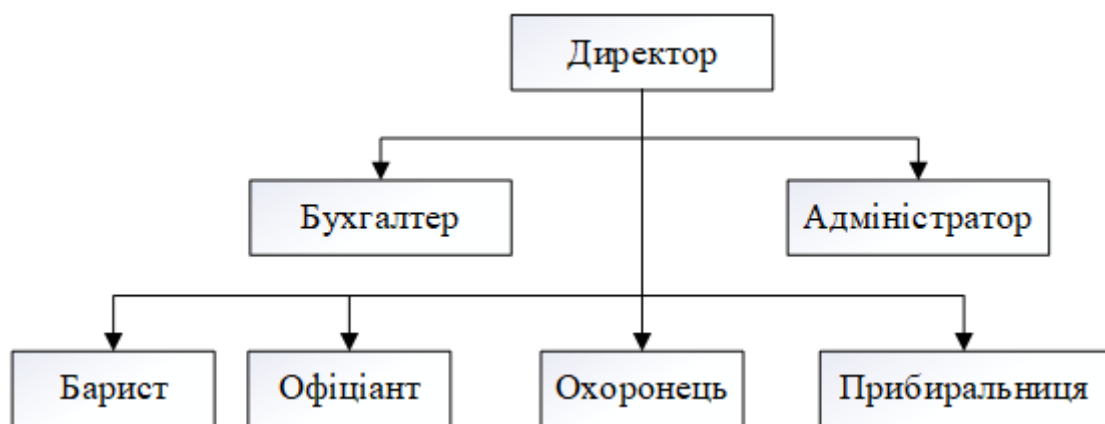 Директор
Бухгалтер
Адміністратор
Барист
Офіціант
Охоронець
Прибиральниця